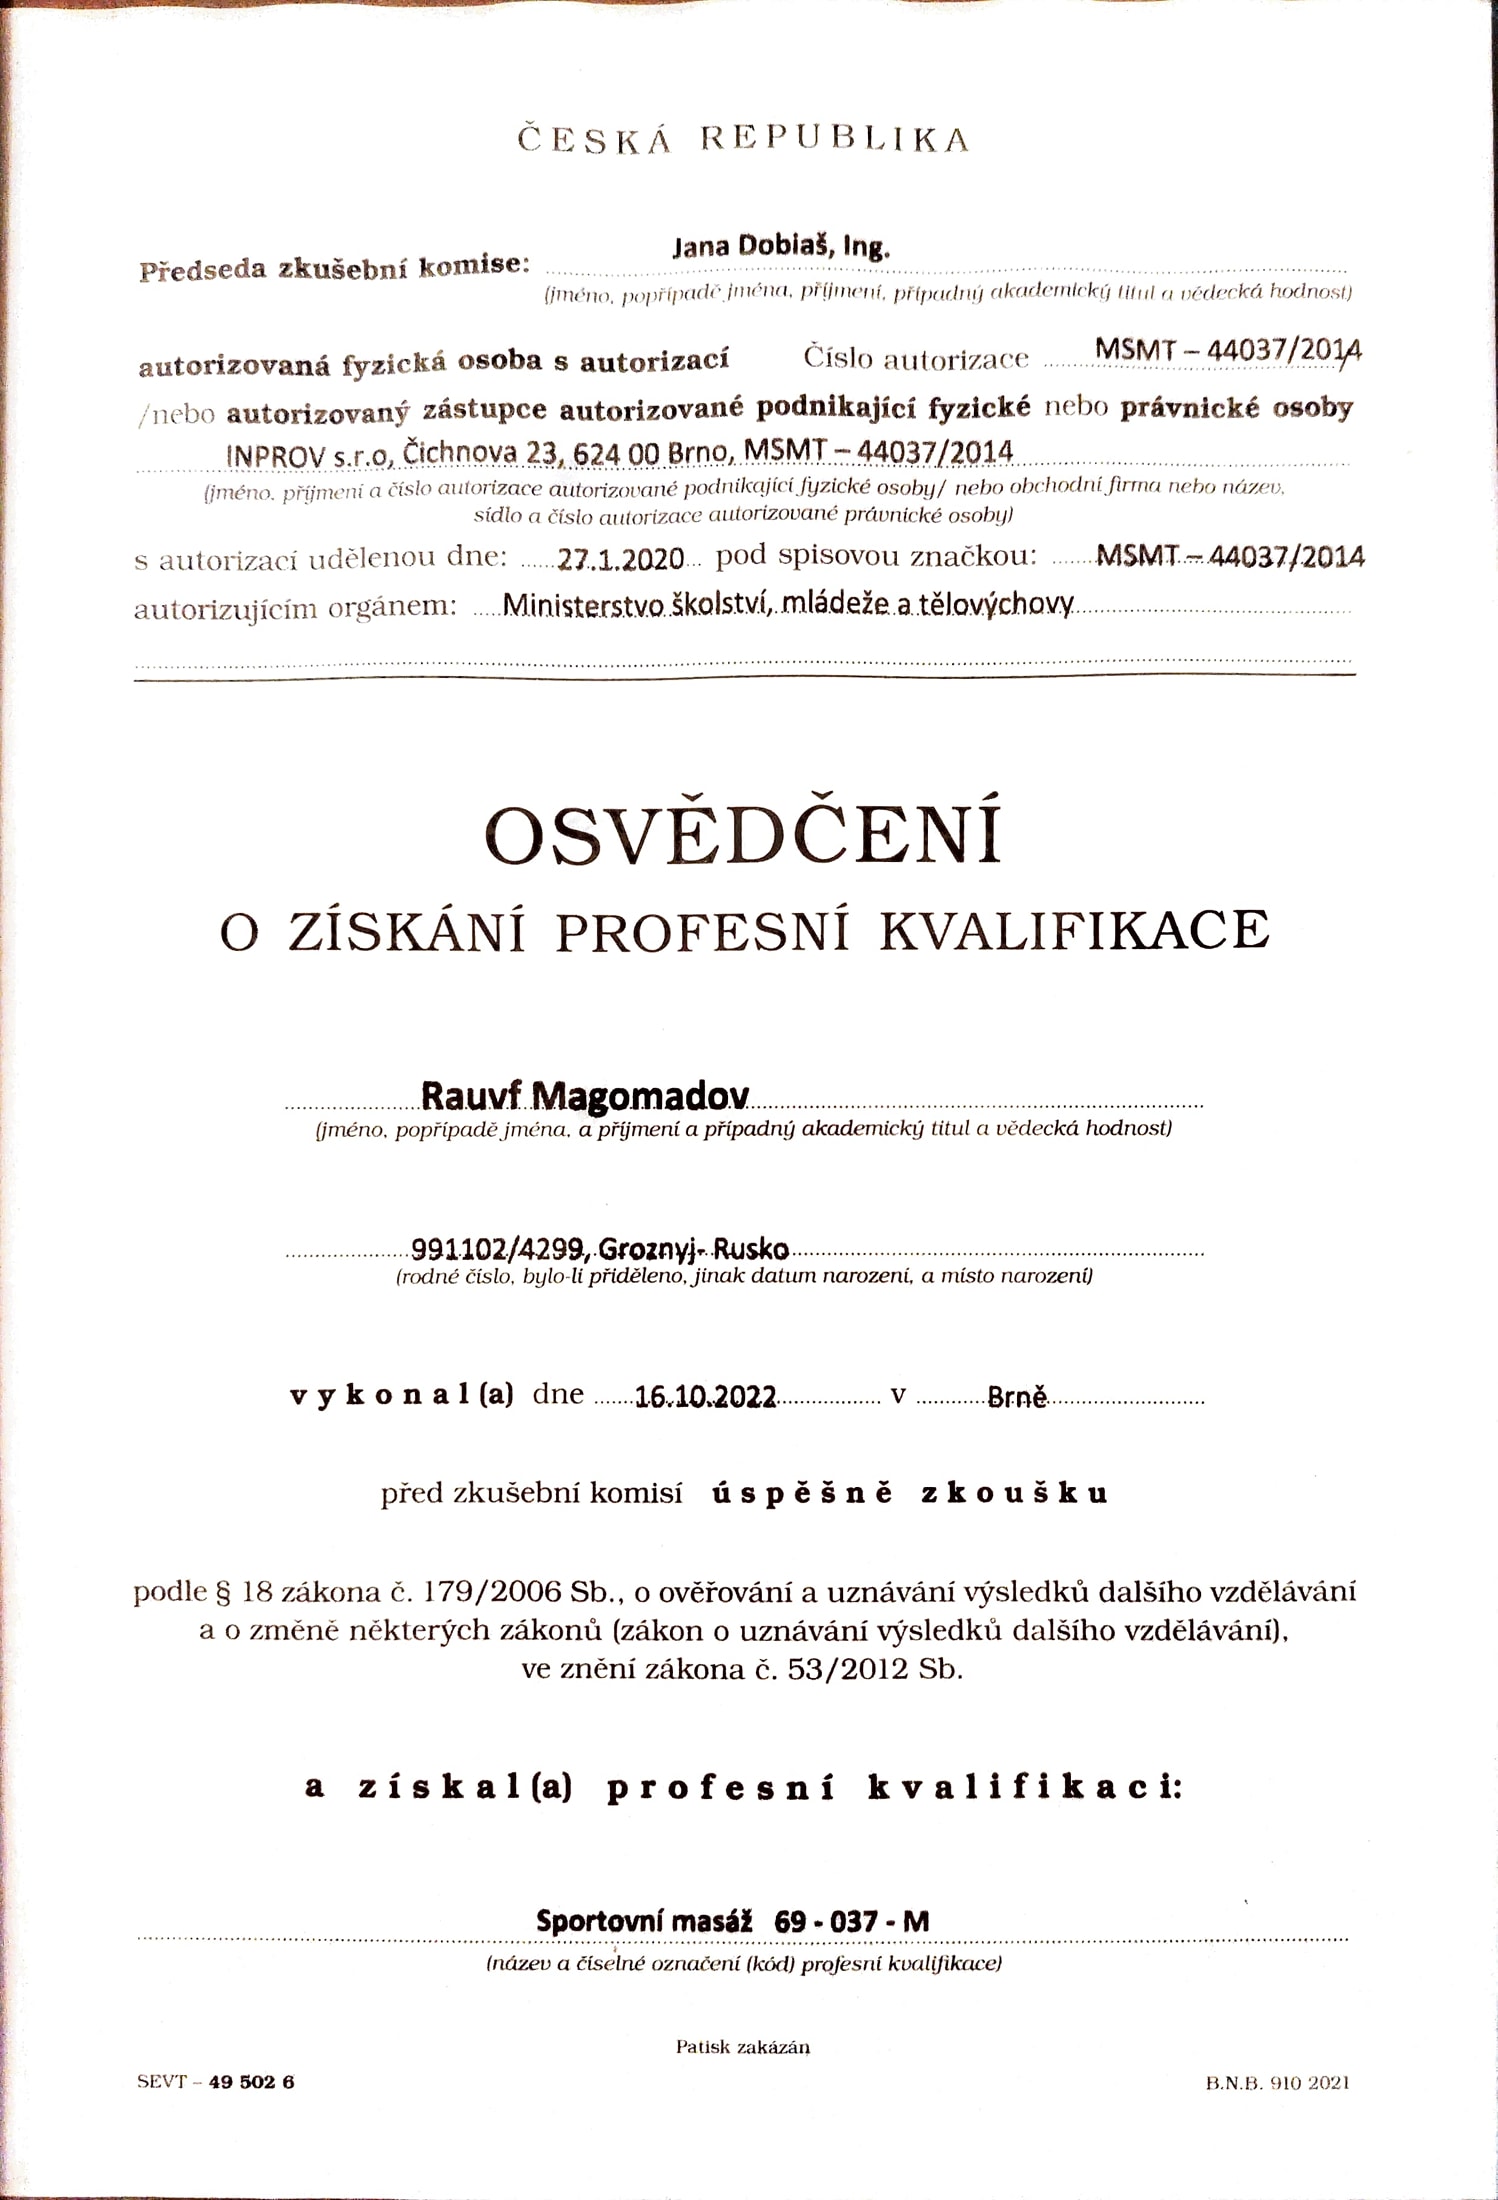 ČESKÁ REPUBLIKA
Předseda zkušební komise: Jana Dobiaš, Ing.
(jméno, popřípadě jména, příjmení, případný akademický titul a vědecká hodnost)
autorizovaná fyzická osoba s autorizací Číslo autorizace MSMT – 44037/2014
/nebo autorizovaný zástupce autorizované podnikající fyzické nebo právnické osoby
INPROV s.r.o, Čichnova 23, 624 00 Brno, MSMT – 44037/2014
(jméno, příjmení a číslo autorizace autorizované podnikající fyzické osoby/ nebo obchodní firma nebo název,
sídlo a číslo autorizace autorizované právnické osoby)
s autorizací udělenou dne: 27.1.2020 pod spisovou značkou: MSMT – 44037/2014
autorizujícím orgánem: Ministerstvo školství, mládeže a tělovýchovy
OSVĚDČENÍ
O ZÍSKÁNÍ PROFESNÍ KVALIFIKACE
Rauvf Magomadov
(jméno, popřípadě jména, a příjmení a případný akademický titul a vědecká hodnost)
991102/4299, Groznyj- Rusko
(rodné číslo, bylo-li přiděleno, jinak datum narození, a místo narození)
vykonal(a) dne 16.10.2022 v Brně
před zkušební komisí úspěšně zkoušku
podle § 18 zákona č. 179/2006 Sb., o ověřování a uznávání výsledků dalšího vzdělávání
a o změně některých zákonů (zákon o uznávání výsledků dalšího vzdělávání),
ve znění zákona č. 53/2012 Sb.
a získal(a) profesní kvalifikaci:
Sportovní masáž 69 - 037 - M
(název a číselné označení (kód) profesní kvalifikace)
Patisk zakázán
SEVT – 49 502 6 B.N.B. 910 2021